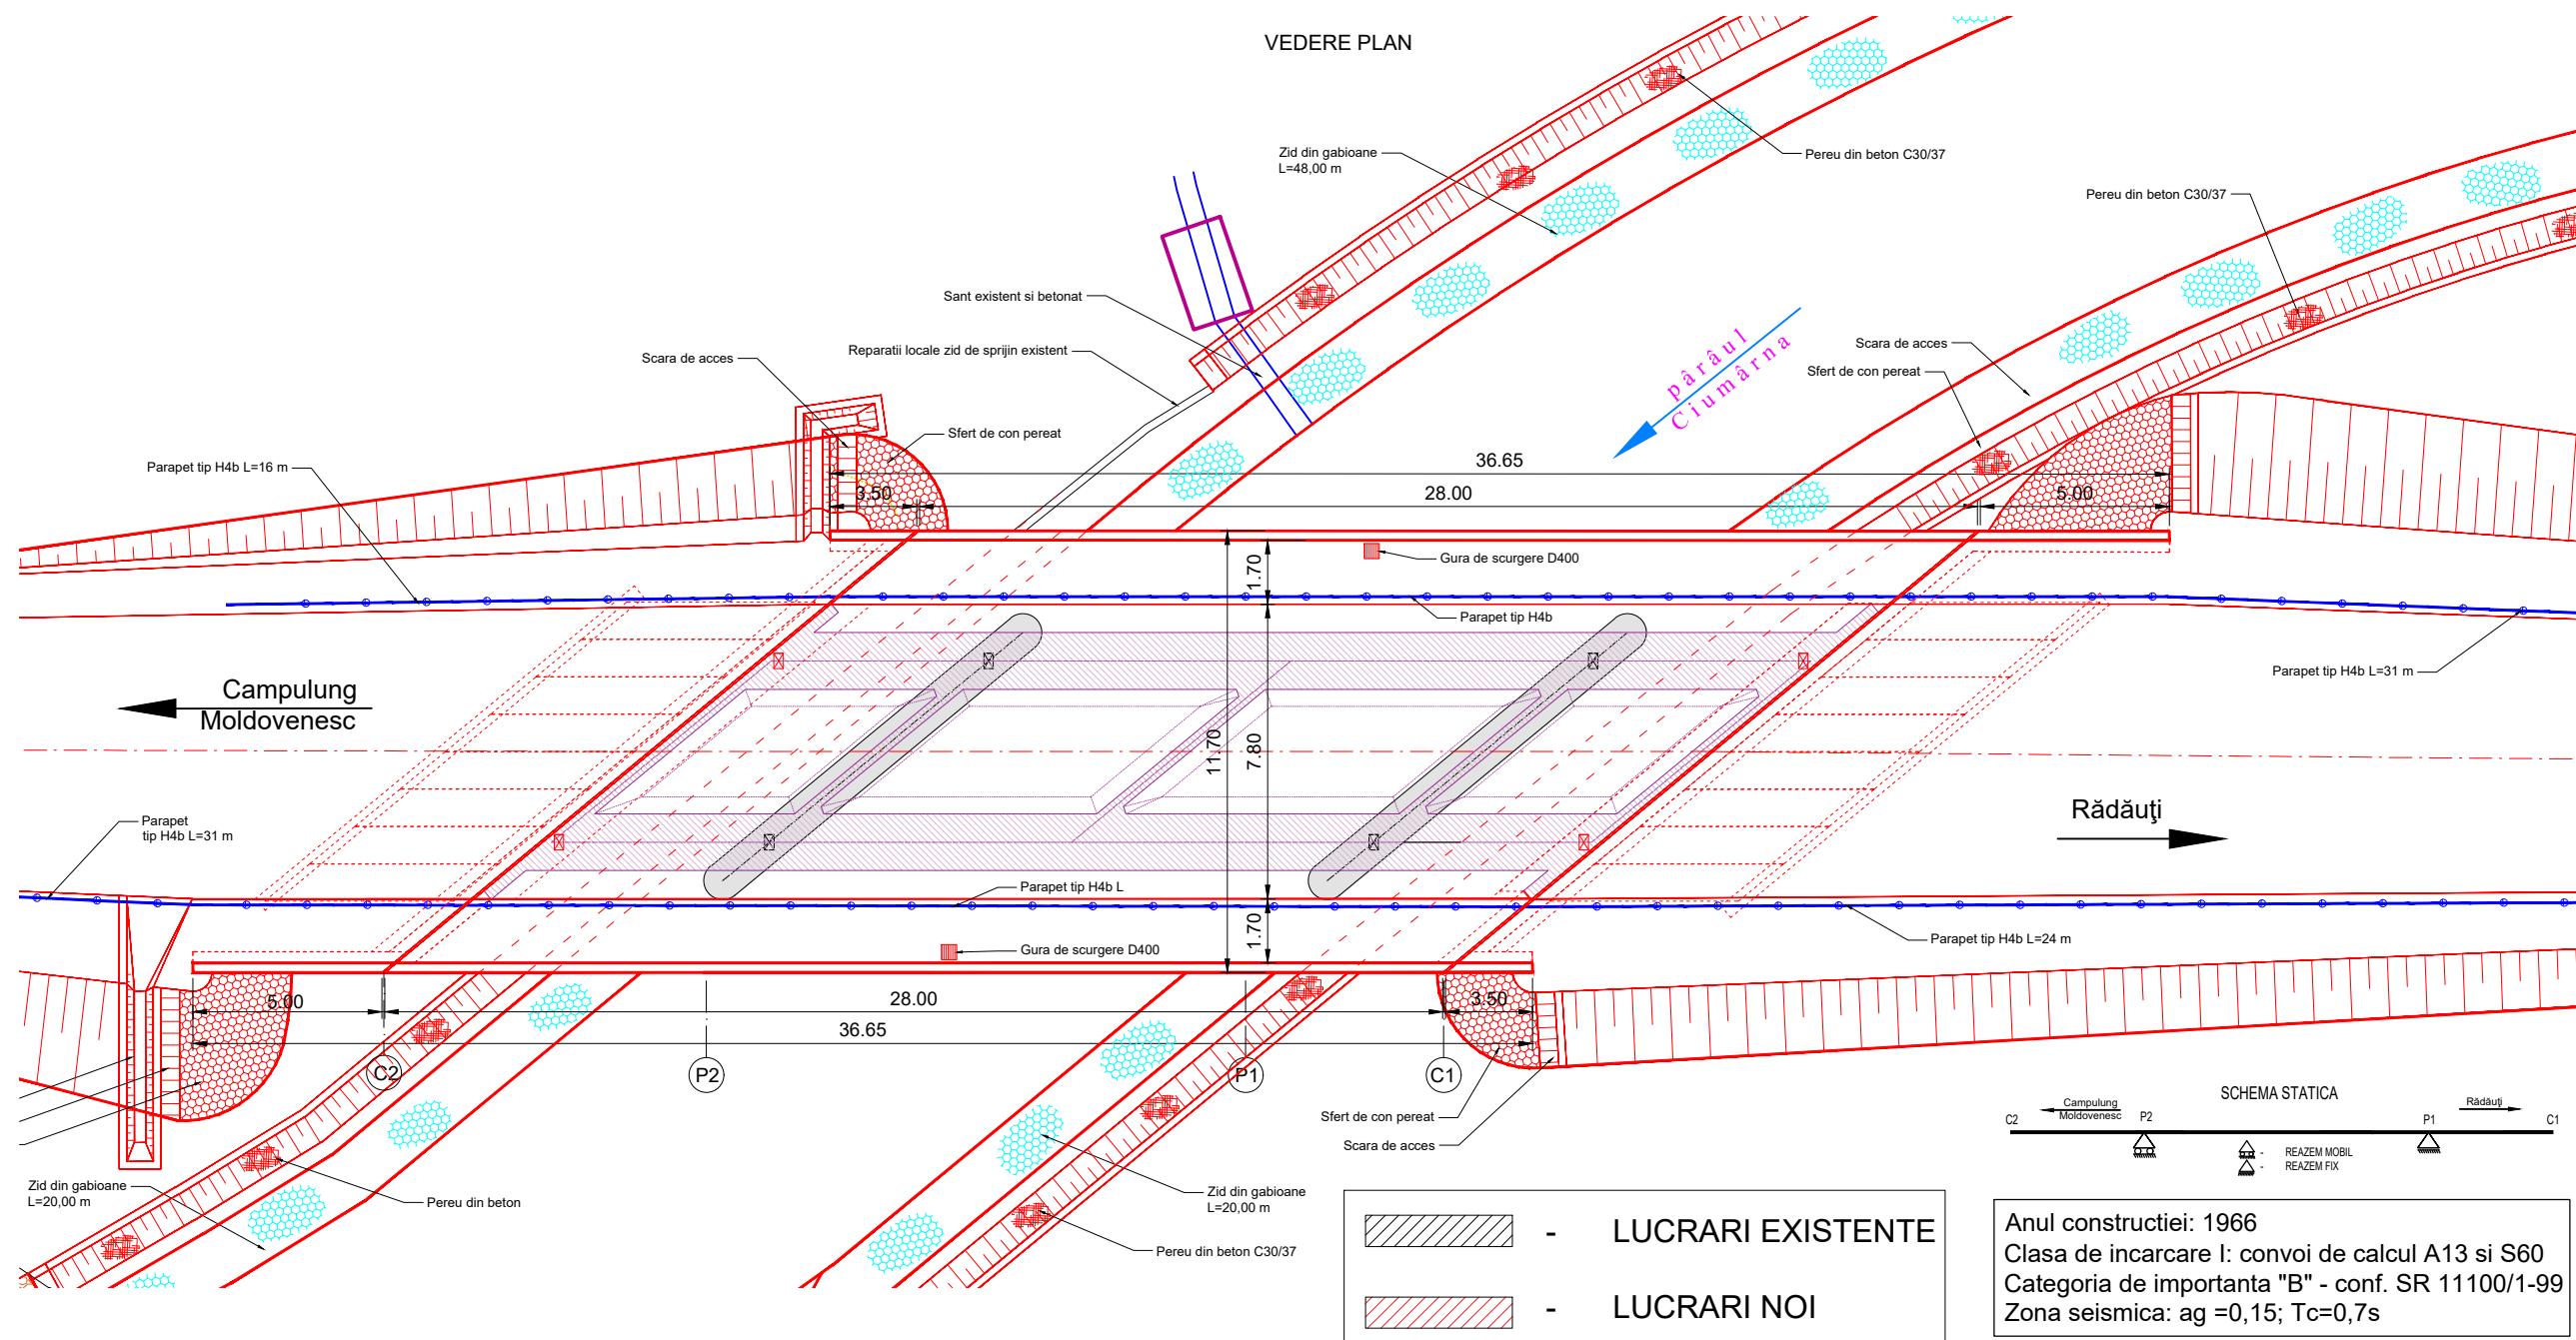 VEDERE PLAN
Zid din gabioane
L=48,00 m
Pereu din beton C30/37
Pereu din beton C30/37
Sant existent si betonat
Reparatii locale zid de sprijin existent
Scara de acces
pârâul
Ciumârna
Scara de acces
Sfert de con pereat
Sfert de con pereat
Parapet tip H4b L=16 m
36.65
3.50
28.00
5.00
Gura de scurgere D400
1.70
Parapet tip H4b
Parapet tip H4b L=31 m
Campulung
Moldovenesc
11.70
7.80
Rădăuţi
Parapet
tip H4b L=31 m
Parapet tip H4b L
1.70
Parapet tip H4b L=24 m
Gura de scurgere D400
5.00
28.00
3.50
36.65
C2
P2
P1
C1
Sfert de con pereat
Scara de acces
SCHEMA STATICA
Campulung
Moldovenesc
Rădăuţi
C2
P2
P1
C1
- REAZEM MOBIL
- REAZEM FIX
Zid din gabioane
L=20,00 m
Pereu din beton
Zid din gabioane
L=20,00 m
Pereu din beton C30/37
- LUCRARI EXISTENTE
- LUCRARI NOI
Anul constructiei: 1966
Clasa de incarcare I: convoi de calcul A13 si S60
Categoria de importanta "B" - conf. SR 11100/1-99
Zona seismica: ag =0,15; Tc=0,7s